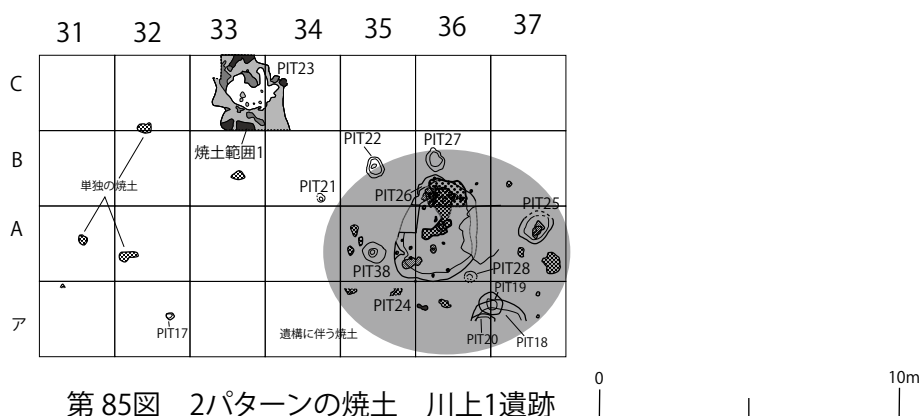 31 32 33 34 35 36 37
C
PIT23
B
焼土範囲1
PIT22
PIT27
単独の焼土
PIT21
PIT26
PIT25
A
PIT38
PIT28
PIT24
PIT19
ア
PIT17
遺構に伴う焼土
PIT20
PIT18
第 85図 2パターンの焼土 川上1遺跡
0 10m